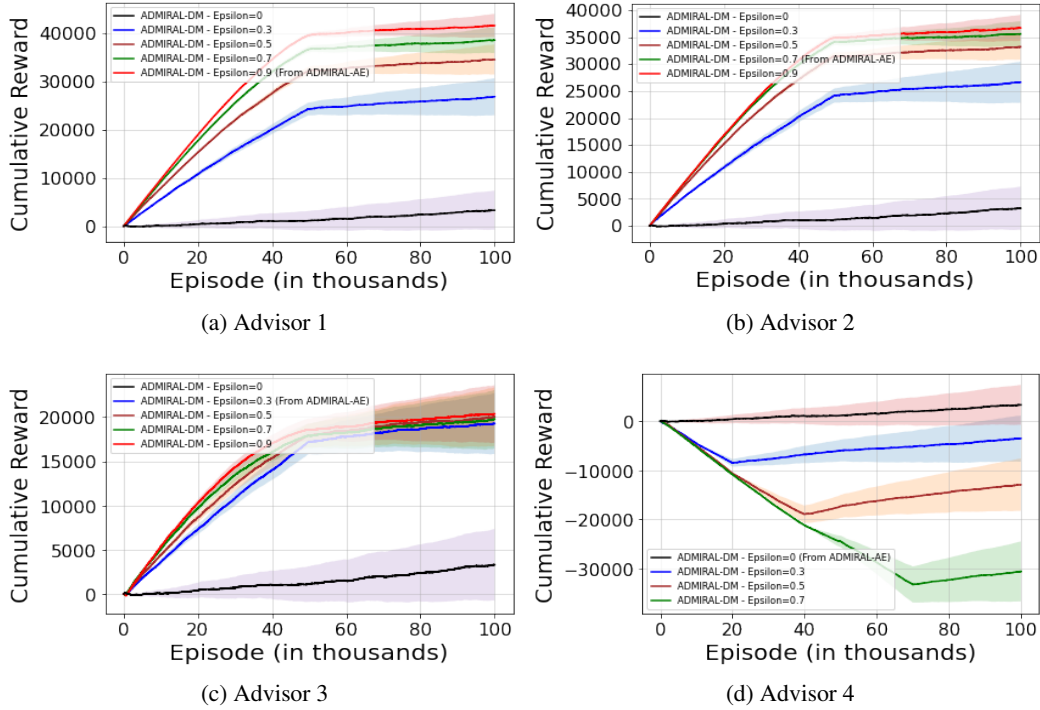 ADMIRAL-DM - Epsilon=0
ADMIRAL-DM - Epsilon=0.3
ADMIRAL-DM - Epsilon=0.5
ADMIRAL-DM - Epsilon=0.7
ADMIRAL-DM - Epsilon=0.9 (From ADMIRAL-AE)
40000
30000
20000
10000
0
Cumulative Reward
0 20 40 60 80 100
Episode (in thousands)
(a) Advisor 1
ADMIRAL-DM - Epsilon=0
ADMIRAL-DM - Epsilon=0.3
ADMIRAL-DM - Epsilon=0.5
ADMIRAL-DM - Epsilon=0.7 (From ADMIRAL-AE)
ADMIRAL-DM - Epsilon=0.9
40000
35000
30000
25000
20000
15000
10000
5000
0
Cumulative Reward
0 20 40 60 80 100
Episode (in thousands)
(b) Advisor 2
ADMIRAL-DM - Epsilon=0
ADMIRAL-DM - Epsilon=0.3 (From ADMIRAL-AE)
ADMIRAL-DM - Epsilon=0.5
ADMIRAL-DM - Epsilon=0.7
ADMIRAL-DM - Epsilon=0.9
20000
15000
10000
5000
0
Cumulative Reward
0 20 40 60 80 100
Episode (in thousands)
(c) Advisor 3
0
−10000
−20000
−30000
Cumulative Reward
ADMIRAL-DM - Epsilon=0 (From ADMIRAL-AE)
ADMIRAL-DM - Epsilon=0.3
ADMIRAL-DM - Epsilon=0.5
ADMIRAL-DM - Epsilon=0.7
0 20 40 60 80 100
Episode (in thousands)
(d) Advisor 4